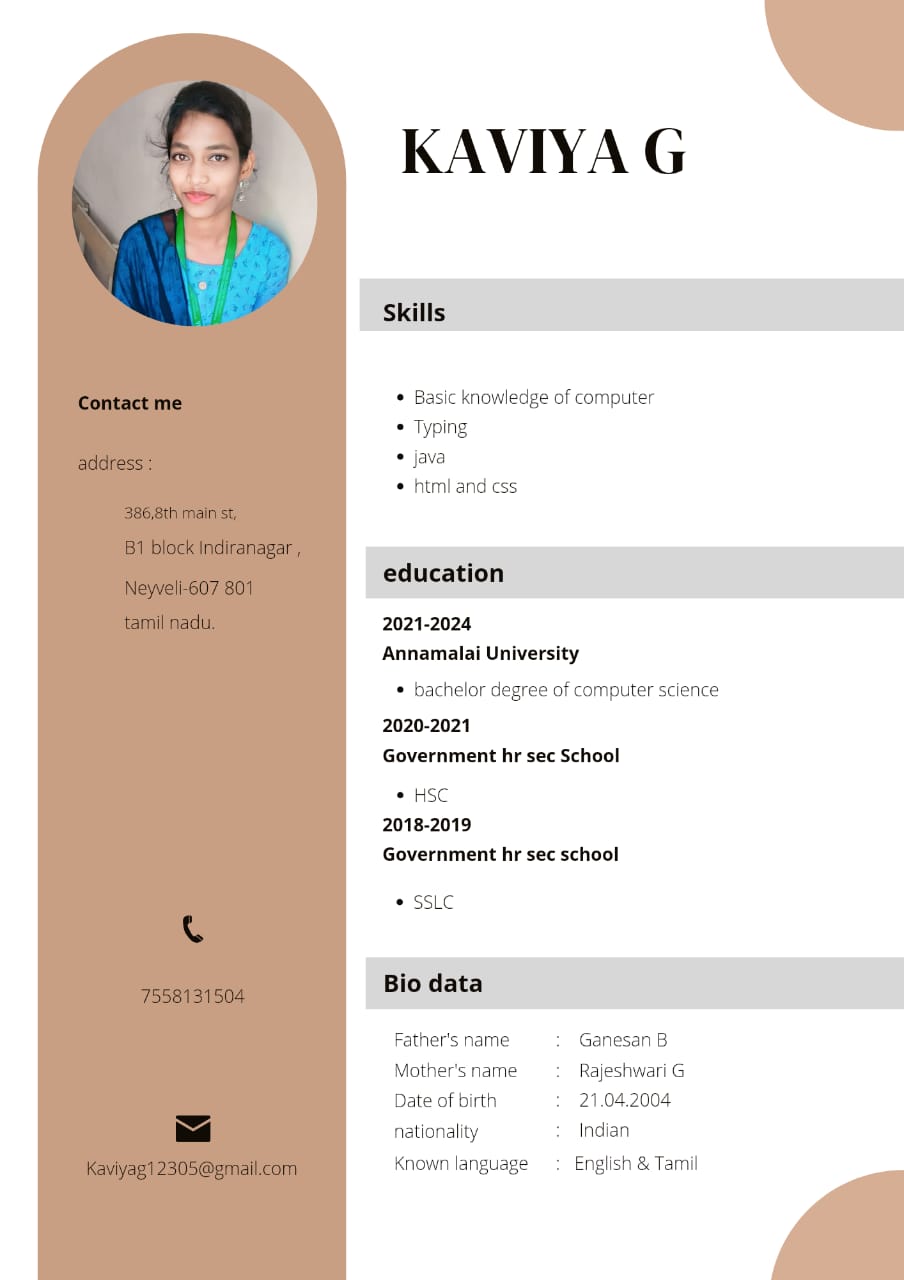 KAVIYA G
Contact me
address :
386,8th main st,
B1 block Indiranagar ,
Neyveli-607 801
tamil nadu.
7558131504
Kaviyag12305@gmail.com
Skills
• Basic knowledge of computer
• Typing
• java
• html and css
education
2021-2024
Annamalai University
• bachelor degree of computer science
2020-2021
Government hr sec School
• HSC
2018-2019
Government hr sec school
• SSLC
Bio data
Father's name : Ganesan B
Mother's name : Rajeshwari G
Date of birth : 21.04.2004
nationality : Indian
Known language : English & Tamil